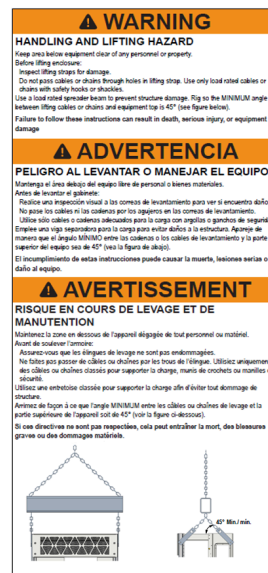 WARNING
HANDLING AND LIFTING HAZARD
Keep area below equipment clear of any personnel or property.
Before lifting enclosure:
Inspect lifting straps for damage.
Do not pass cables or chains through holes in lifting strap. Use only load rated cables or
chains with safety hooks or shackles.
Use a load rated spreader beam to prevent structure damage. Rig so the MINIMUM angle
between lifting cables or chains and equipment top is 45° (see figure below).
Failure to follow these instructions can result in death, serious injury, or equipment
damage
ADVERTENCIA
PELIGRO AL LEVANTAR O MANEJAR EL EQUIPO
Mantenga el área debajo del equipo libre de personal o bienes materiales.
Antes de levantar el gabinete:
Realice una inspección visual a las correas de levantamiento para ver si encuentra daño
No pase los cables ni las cadenas por los agujeros en las correas de levantamiento.
Utilice sólo cables o cadenas adecuados para la carga con argollas o ganchos de segurid
Emplee una viga separadora para la carga para evitar daños a la estructura. Apareje de
manera que el ángulo MÍNIMO entre las cadenas o los cables de levantamiento y la parte
superior del equipo sea de 45° (vea la figura de abajo).
El incumplimiento de estas instrucciones puede causar la muerte, lesiones serias o
daño al equipo.
AVERTISSEMENT
RISQUE EN COURS DE LEVAGE ET DE
MANUTENTION
Maintenez la zone en dessous de l'appareil dégagée de tout personnel ou matériel.
Avant de soulever l'armoire:
Assurez-vous que les élingues de levage ne sont pas endommagées.
Ne faites pas passer de câbles ou chaînes par les trous de l'élingue. Utilisiez uniquemen
des câbles ou chaînes classés pour supporter la charge, munis de crochets ou manilles d
sécurité.
Utilisez une entretoise classée pour supporter la charge afin d'éviter tout dommage de
structure.
Arrimez de façon à ce que l'angle MINIMUM entre les câbles ou chaînes de levage et la
partie supérieure de l'appareil soit de 45° (voir la figure ci-dessous).
Si ces directives ne sont pas respectées, cela peut entraîner la mort, des blessures
graves ou des dommages matériels.
45° Min./ min.